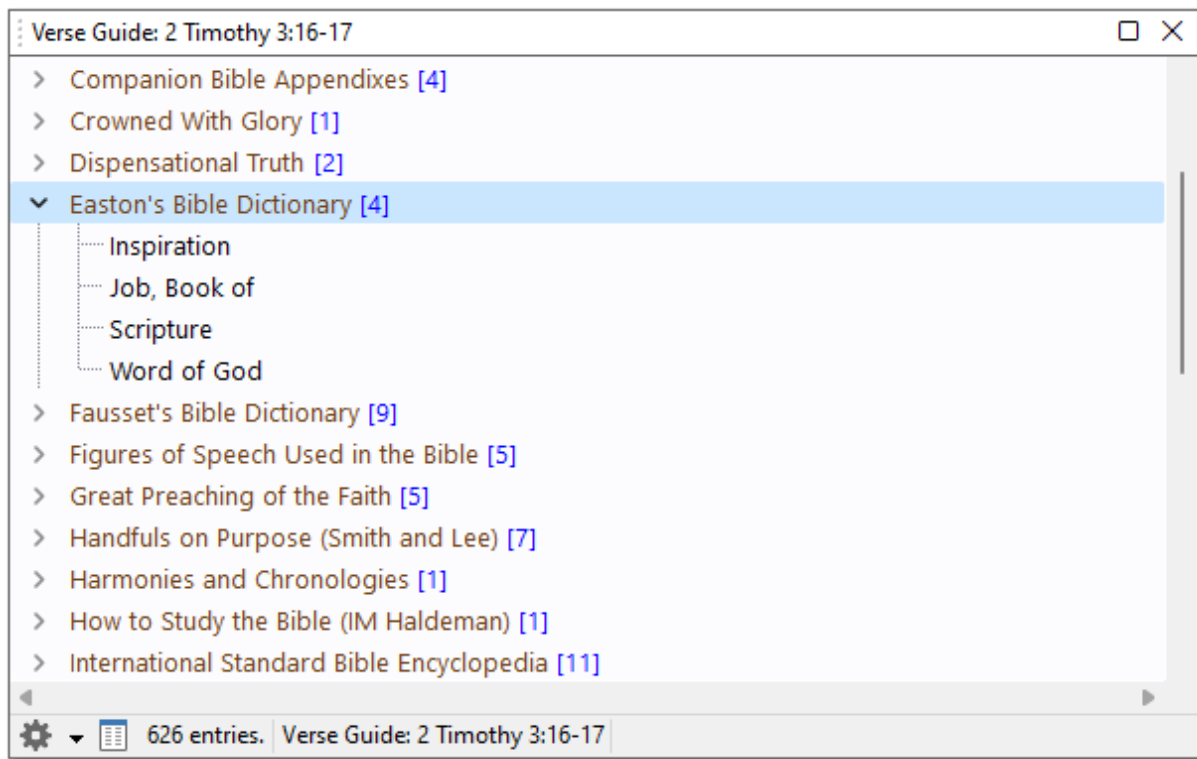 Verse Guide: 2 Timothy 3:16-17
Companion Bible Appendixes [4]
Crowned With Glory [1]
Dispensational Truth [2]
Easton's Bible Dictionary [4]
Inspiration
Job, Book of
Scripture
Word of God
Fausset's Bible Dictionary [9]
Figures of Speech Used in the Bible [5]
Great Preaching of the Faith [5]
Handfuls on Purpose (Smith and Lee) [7]
Harmonies and Chronologies [1]
How to Study the Bible (IM Haldeman) [1]
International Standard Bible Encyclopedia [11]
626 entries. Verse Guide: 2 Timothy 3:16-17